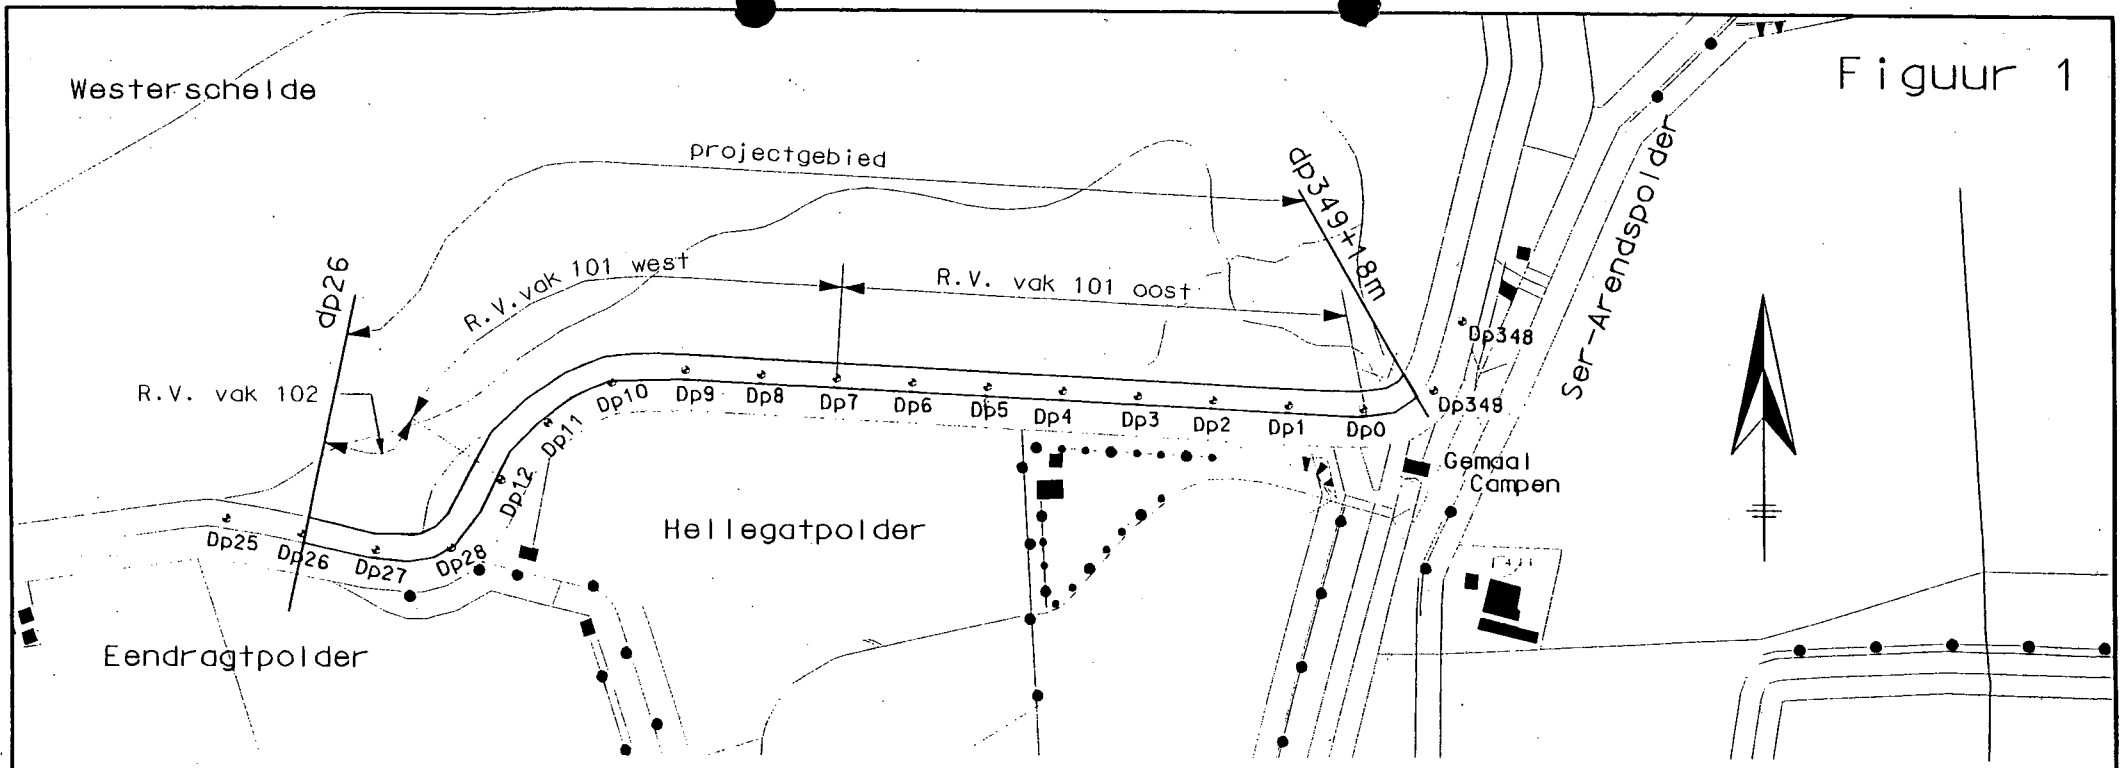 Figuur 1
Westerschelde
projectgebied
dp349+18m
Ser-Arendspolder
dp26
R.V. vak 101 west
R.V. vak 101 oost
R.V. vak 102
Dp348
Dp10
Dp9
Dp8
Dp7
Dp6
Dp5
Dp4
Dp3
Dp2
Dp1
Dp0
Dp348
Dp11
Dp12
Gemaal
Campen
Hellegatpolder
Dp25
Dp26
Dp27
Dp28
Eendragtpolder